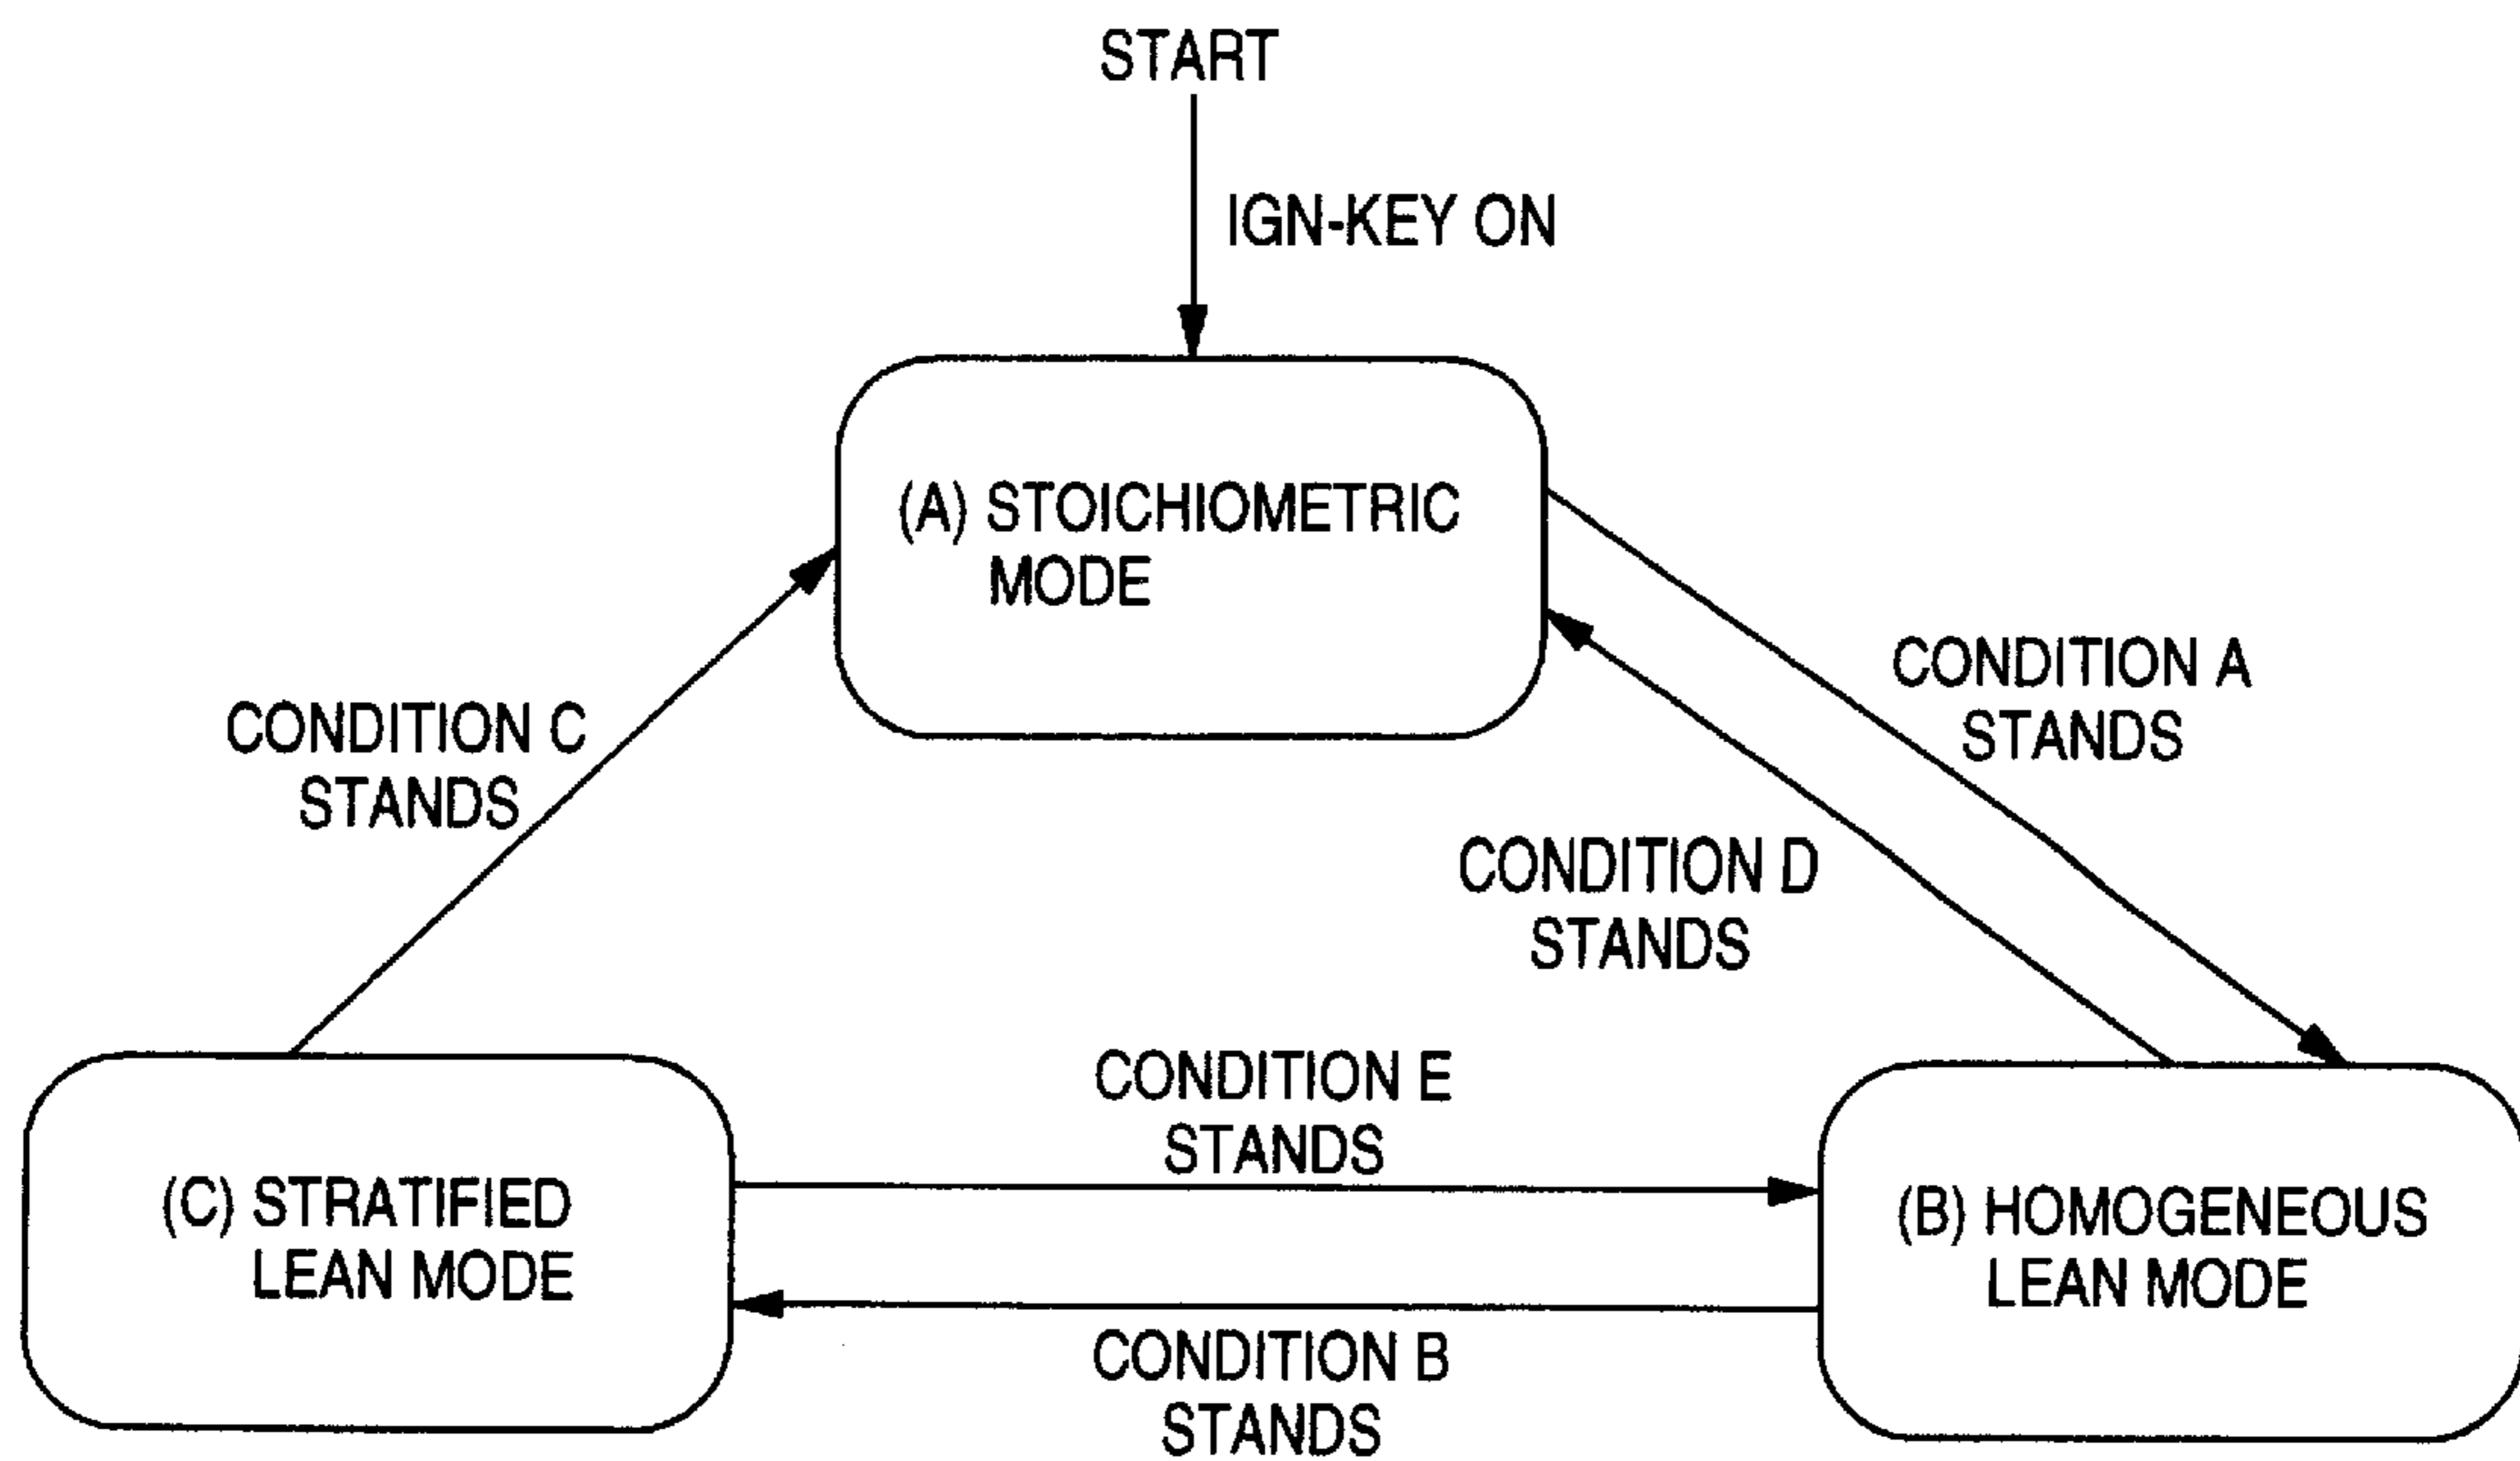 START
IGN-KEY ON
(A) STOICHIOMETRIC
MODE
CONDITION A
STANDS
CONDITION C
STANDS
CONDITION D
STANDS
CONDITION E
STANDS
(C) STRATIFIED
LEAN MODE
(B) HOMOGENEOUS
LEAN MODE
CONDITION B
STANDS